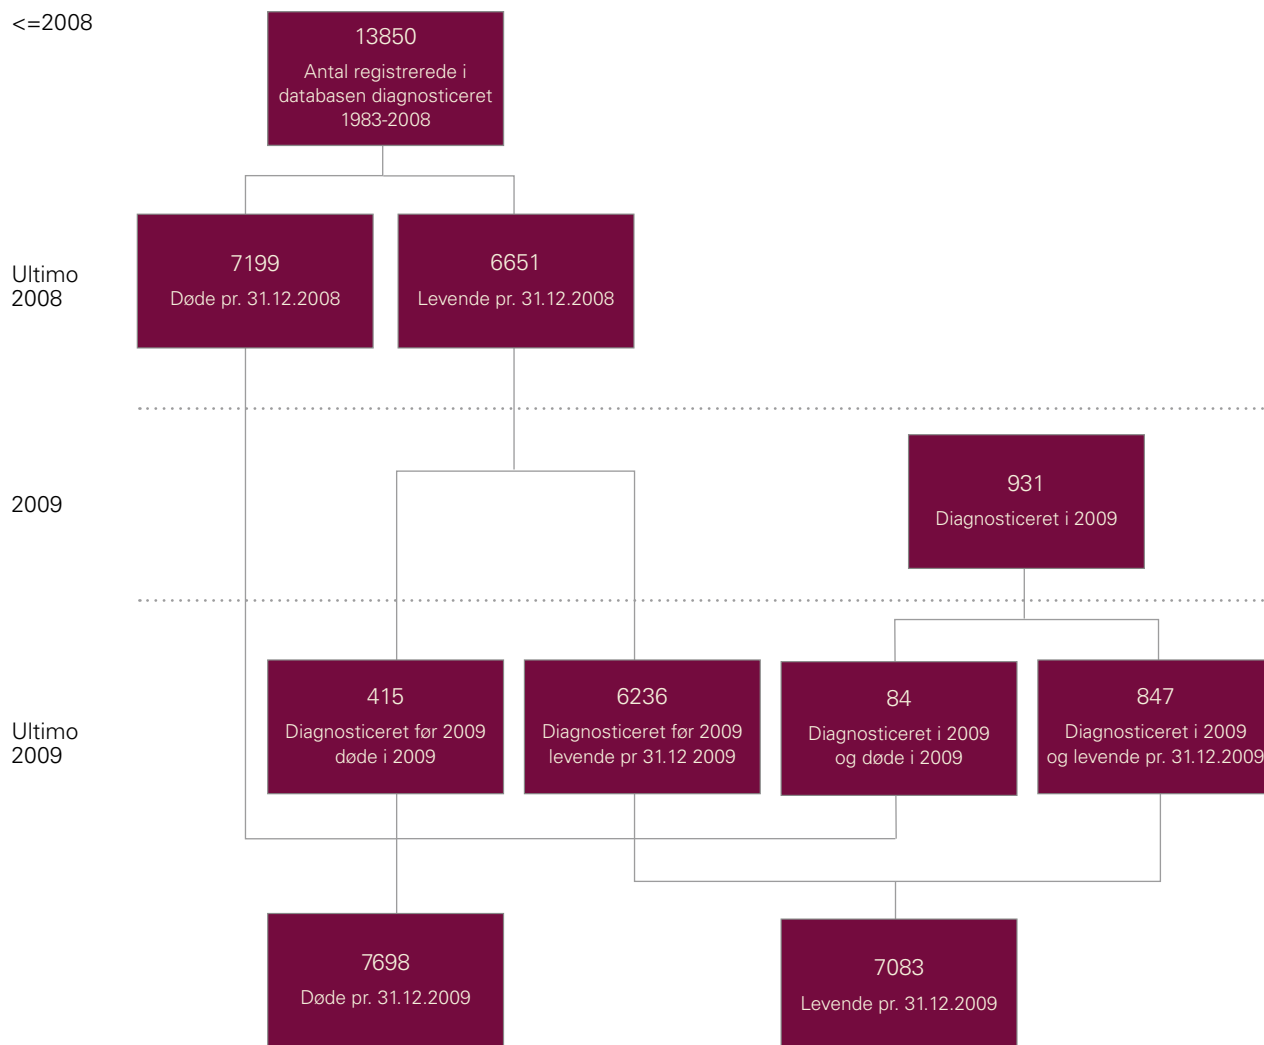 <=2008
13850
Antal registrerede i
databasen diagnosticeret
1983-2008
Ultimo
2008
7199
Døde pr. 31.12.2008
6651
Levende pr. 31.12.2008
2009
931
Diagnosticeret i 2009
Ultimo
2009
415
Diagnosticeret før 2009
døde i 2009
6236
Diagnosticeret før 2009
levende pr 31.12 2009
84
Diagnosticeret i 2009
og døde i 2009
847
Diagnosticeret i 2009
og levende pr. 31.12.2009
7698
Døde pr. 31.12.2009
7083
Levende pr. 31.12.2009